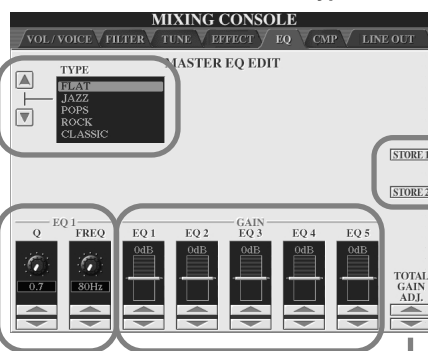 MIXING CONSOLE
VOL / VOICE FILTER TUNE EFFECT EQ CMP LINE OUT
MASTER EQ EDIT
TYPE
FLAT
JAZZ
POPS
ROCK
CLASSIC
STORE 1
STORE 2
EQ 1
Q FREQ
0.7 80Hz
GAIN
EQ 1 EQ 2 EQ 3 EQ 4 EQ 5
0dB 0dB 0dB 0dB 0dB
TOTAL
GAIN
ADJ.